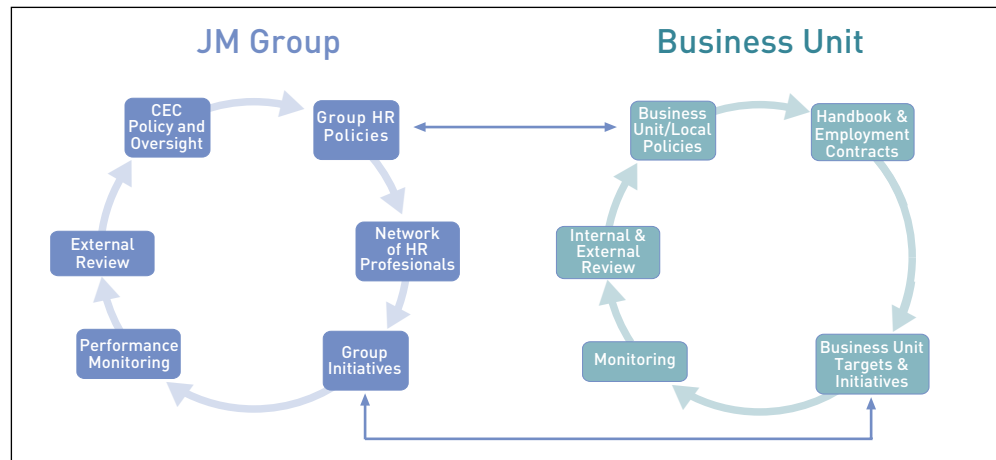 JM Group
CEC
Policy and
Oversight
Group HR
Policies
Network
of HR
Profesionals
Group
Initiatives
Performance
Monitoring
External
Review
Business Unit
Business
Unit/Local
Policies
Handbook &
Employment
Contracts
Business Unit
Targets &
Initiatives
Monitoring
Internal &
External
Review